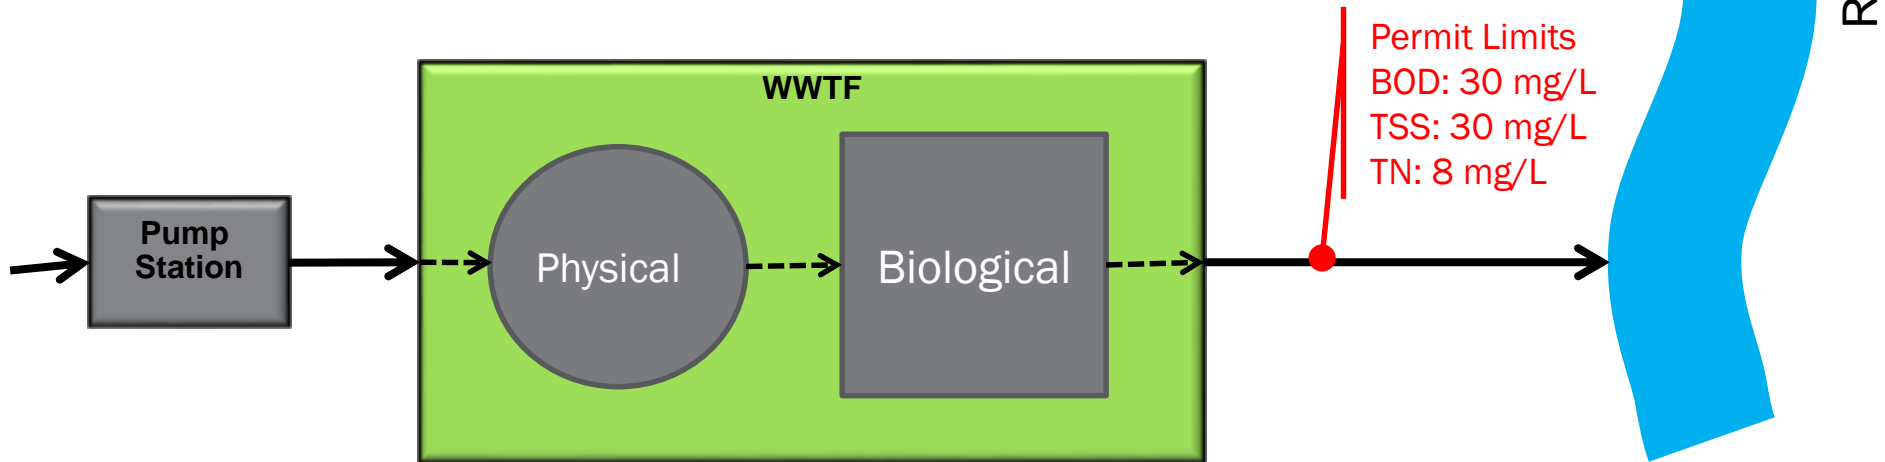 Pump
Station
WWTF
Physical
Biological
Permit Limits
BOD: 30 mg/L
TSS: 30 mg/L
TN: 8 mg/L
R